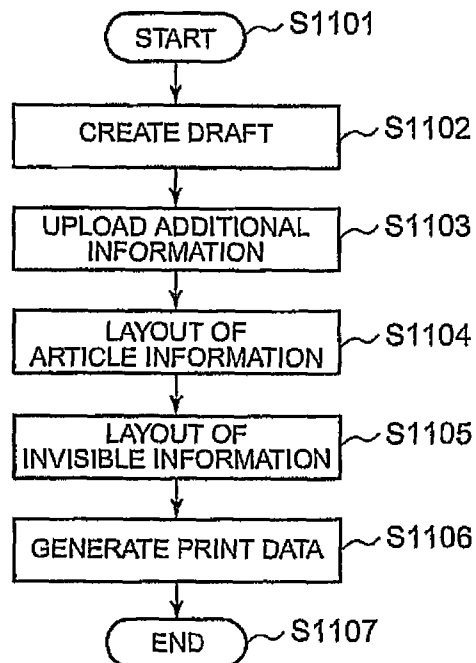 START S1101
CREATE DRAFT S1102
UPLOAD ADDITIONAL
INFORMATION S1103
LAYOUT OF
ARTICLE INFORMATION S1104
LAYOUT OF
INVISIBLE INFORMATION S1105
GENERATE PRINT DATA S1106
END S1107